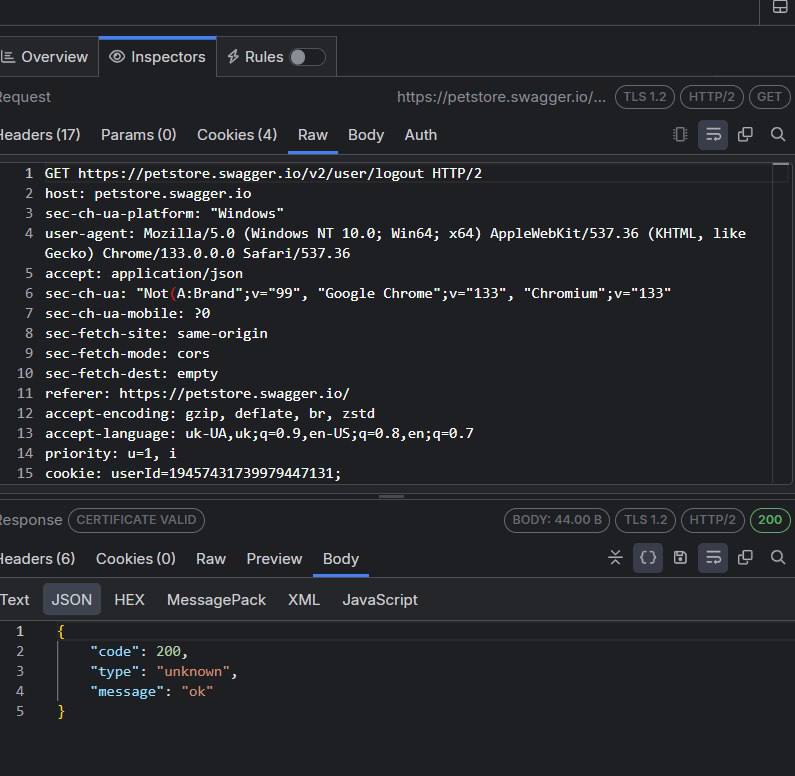 Overview Inspectors Rules
Request https://petstore.swagger.io/... TLS 1.2 HTTP/2 GET
Headers (17) Params (0) Cookies (4) Raw Body Auth
1 GET https://petstore.swagger.io/v2/user/logout HTTP/2
2 host: petstore.swagger.io
3 sec-ch-ua-platform: "Windows"
4 user-agent: Mozilla/5.0 (Windows NT 10.0; Win64; x64) AppleWebKit/537.36 (KHTML, like
Gecko) Chrome/133.0.0.0 Safari/537.36
5 accept: application/json
6 sec-ch-ua: "Not(A:Brand";v="99", "Google Chrome";v="133", "Chromium";v="133"
7 sec-ch-ua-mobile: ?0
8 sec-fetch-site: same-origin
9 sec-fetch-mode: cors
10 sec-fetch-dest: empty
11 referer: https://petstore.swagger.io/
12 accept-encoding: gzip, deflate, br, zstd
13 accept-language: uk-UA,uk;q=0.9,en-US;q=0.8,en;q=0.7
14 priority: u=1, i
15 cookie: userId=19457431739979447131;
Response CERTIFICATE VALID BODY: 44.00 B TLS 1.2 HTTP/2 200
Headers (6) Cookies (0) Raw Preview Body
Text JSON HEX MessagePack XML JavaScript
1 {
2 "code": 200,
3 "type": "unknown",
4 "message": "ok"
5 }